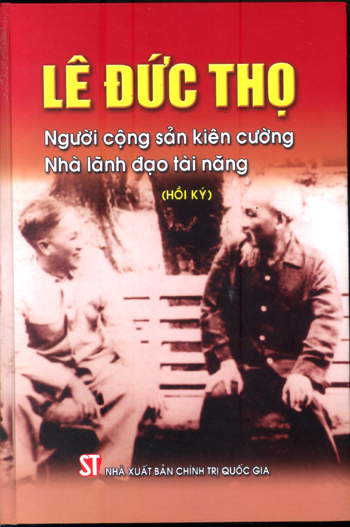 LÊ ĐỨC THỌ
Người cộng sản kiên cường
Nhà lãnh đạo tài năng
(HỒI KÝ)
ST NHÀ XUẤT BẢN CHÍNH TRỊ QUỐC GIA